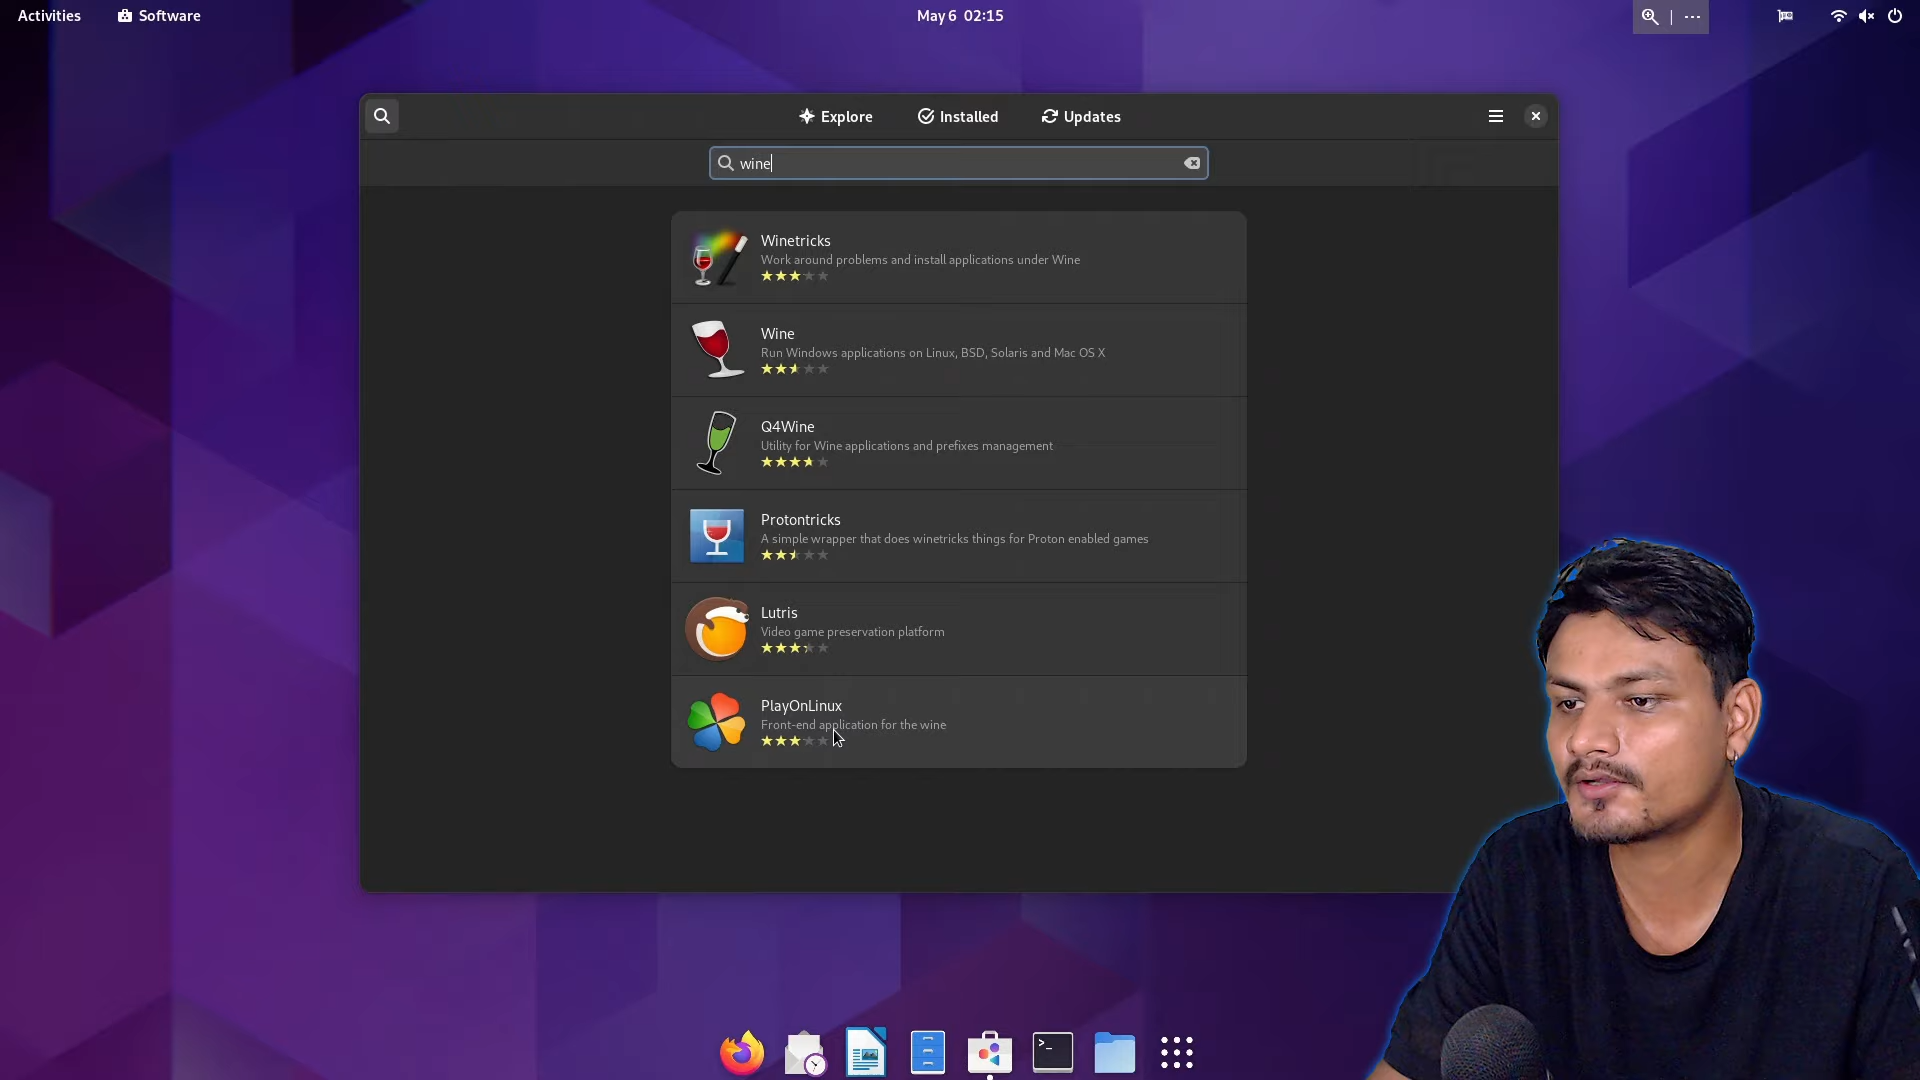 Activities
Software
May 6 02:15
Explore
Installed
Updates
wine
Winetricks
Work around problems and install applications under Wine
Wine
Run Windows applications on Linux, BSD, Solaris and Mac OS X
Q4Wine
Utility for Wine applications and prefixes management
Protontricks
A simple wrapper that does winetricks things for Proton enabled games
Lutris
Video game preservation platform
PlayOnLinux
Front-end application for the wine